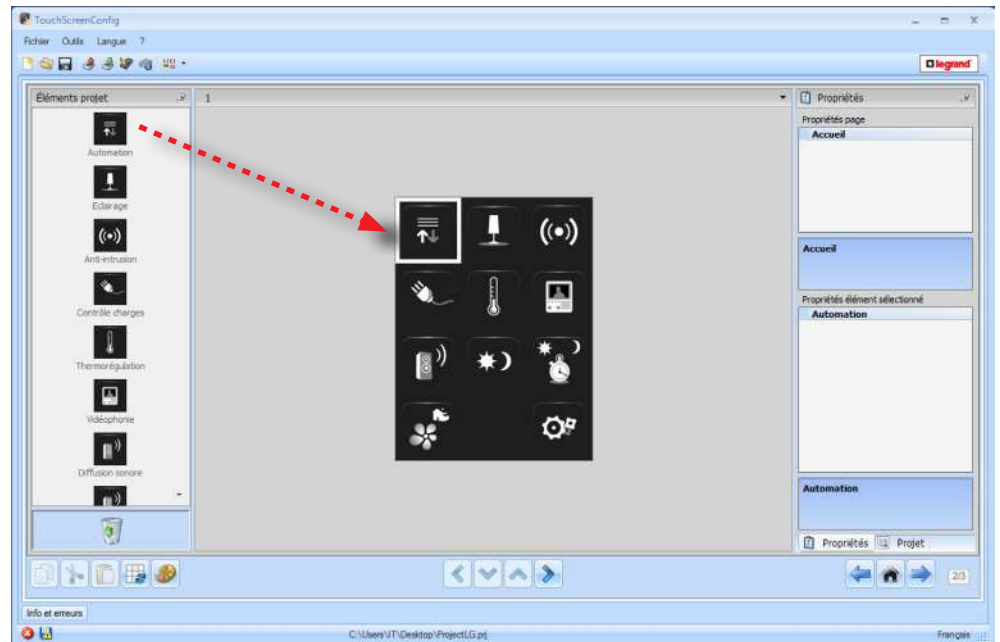 TouchScreenConfig
Fichier Outils Langue ?
legrand
Éléments projet
1
Propriétés
Automation
Eclairage
Anti-intrusion
Contrôle charges
Thermorégulation
Vidéophonie
Diffusion sonore
Propriétés page
Accueil
Accueil
Propriétés élément sélectionné
Automation
Automation
Propriétés Projet
2/3
Info et erreurs
C:\Users\IT\Desktop\ProjectLG.prj
Français